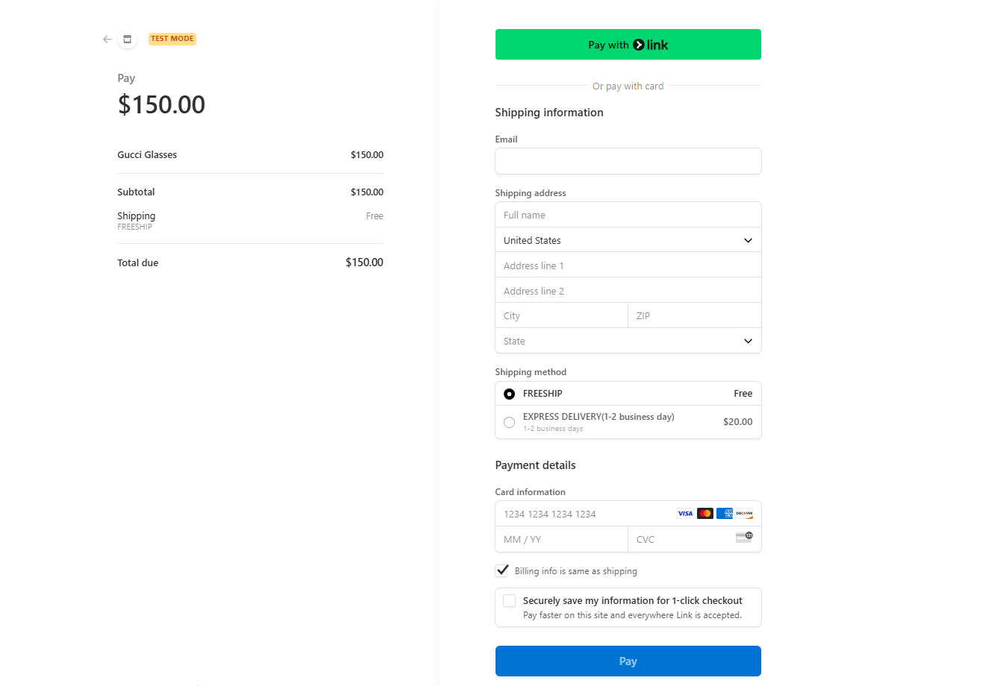 TEST MODE
Pay
$150.00
Gucci Glasses $150.00
Subtotal $150.00
Shipping Free
FREESHIP
Total due $150.00
Pay with link
Or pay with card
Shipping information
Email
Shipping address
Full name
United States
Address line 1
Address line 2
City ZIP
State
Shipping method
FREESHIP Free
EXPRESS DELIVERY(1-2 business day) $20.00
1-2 business days
Payment details
Card information
1234 1234 1234 1234 VISA DISCOVER
MM / YY CVC
Billing info is same as shipping
Securely save my information for 1-click checkout
Pay faster on this site and everywhere Link is accepted.
Pay